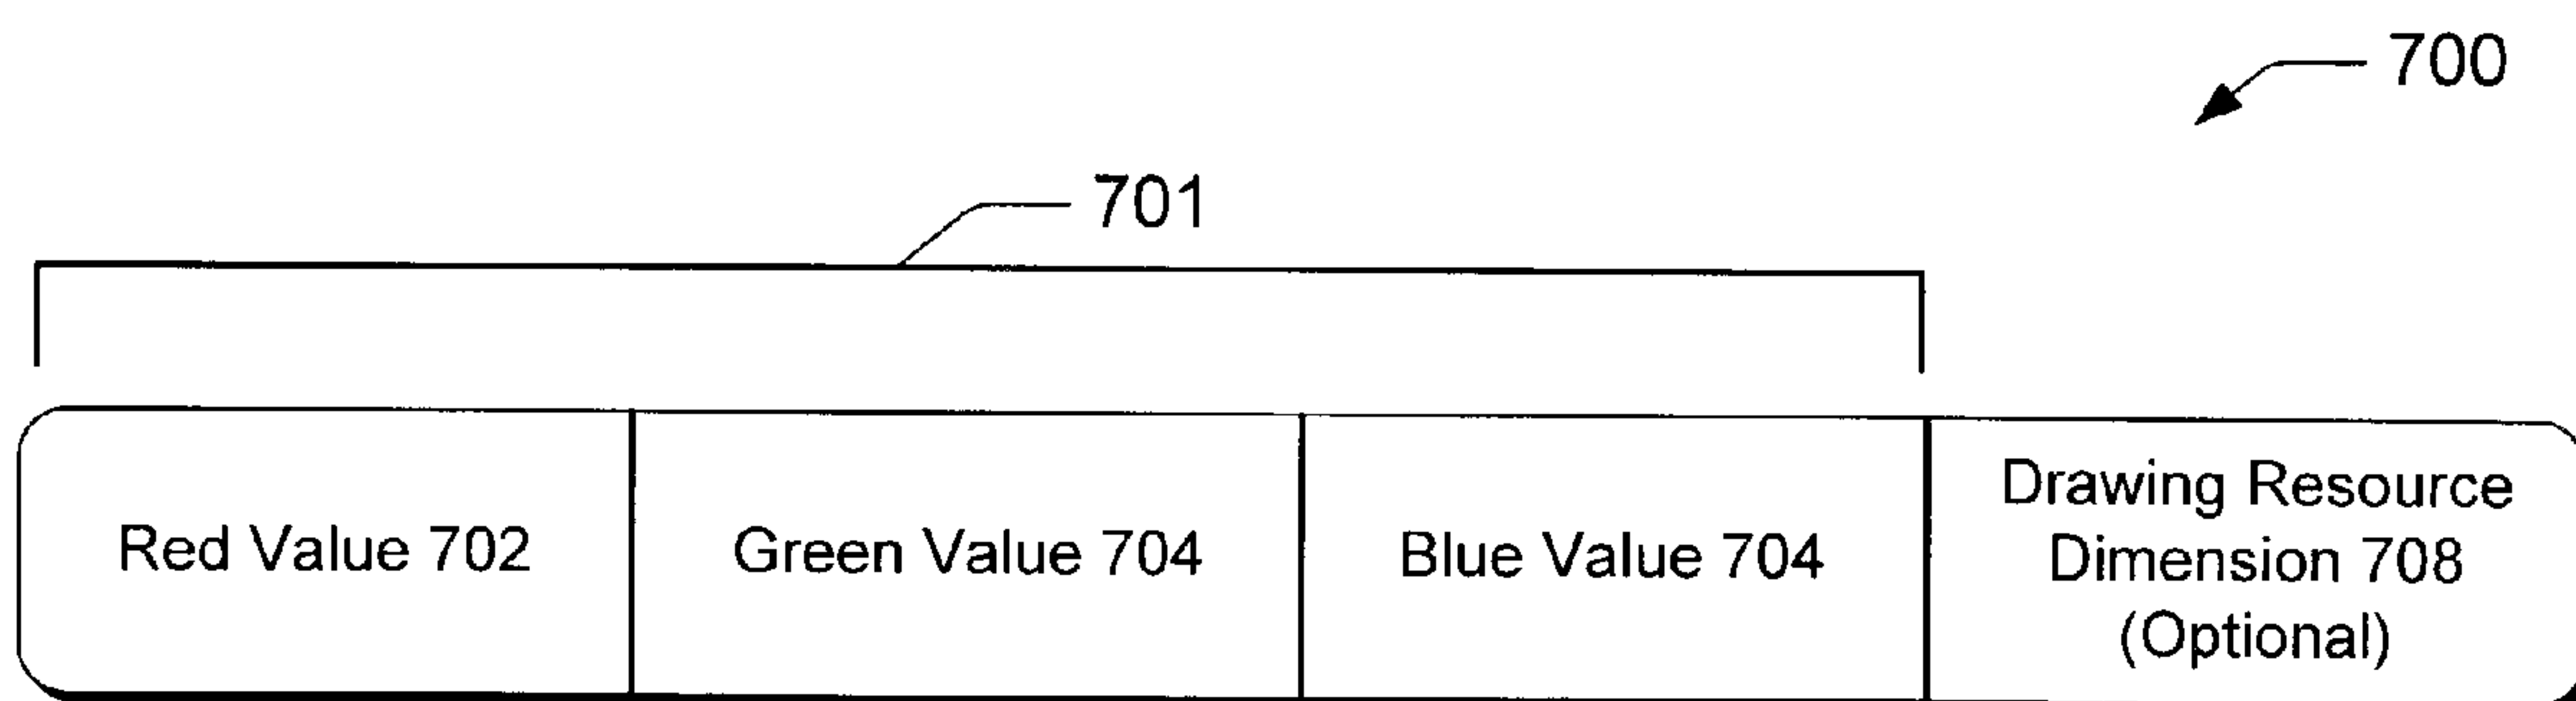 700
701
Red Value 702
Green Value 704
Blue Value 704
Drawing Resource
Dimension 708
(Optional)